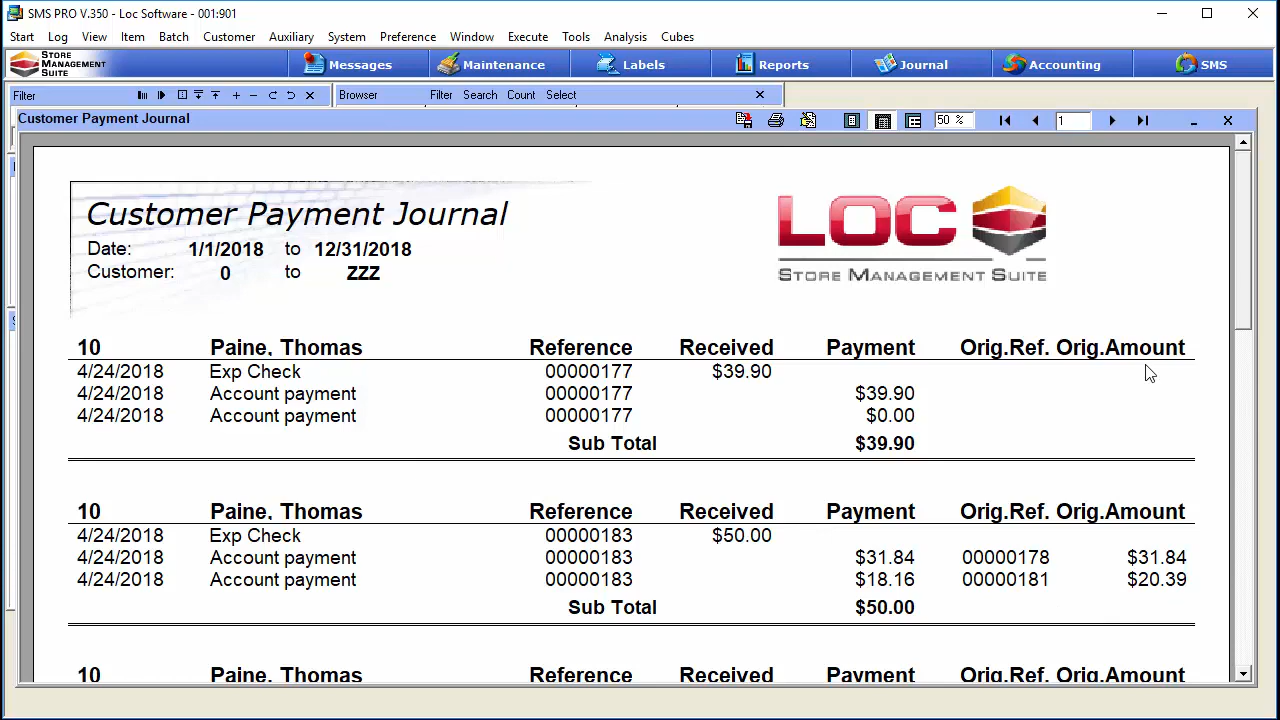 SMS PRO V.350 - Loc Software - 001:901
Start Log View Item Batch Customer Auxiliary System Preference Window Execute Tools Analysis Cubes
STORE MANAGEMENT SUITE Messages Maintenance Labels Reports Journal Accounting SMS
Filter Browser Filter Search Count Select
Customer Payment Journal 50 % 1
Customer Payment Journal
Date: 1/1/2018 to 12/31/2018
Customer: 0 to ZZZ
LOC
STORE MANAGEMENT SUITE
10 Paine, Thomas Reference Received Payment Orig.Ref. Orig.Amount
4/24/2018 Exp Check 00000177 $39.90
4/24/2018 Account payment 00000177 $39.90
4/24/2018 Account payment 00000177 $0.00
Sub Total $39.90
10 Paine, Thomas Reference Received Payment Orig.Ref. Orig.Amount
4/24/2018 Exp Check 00000183 $50.00
4/24/2018 Account payment 00000183 $31.84 00000178 $31.84
4/24/2018 Account payment 00000183 $18.16 00000181 $20.39
Sub Total $50.00
10 Paine, Thomas Reference Received Payment Orig.Ref. Orig.Amount